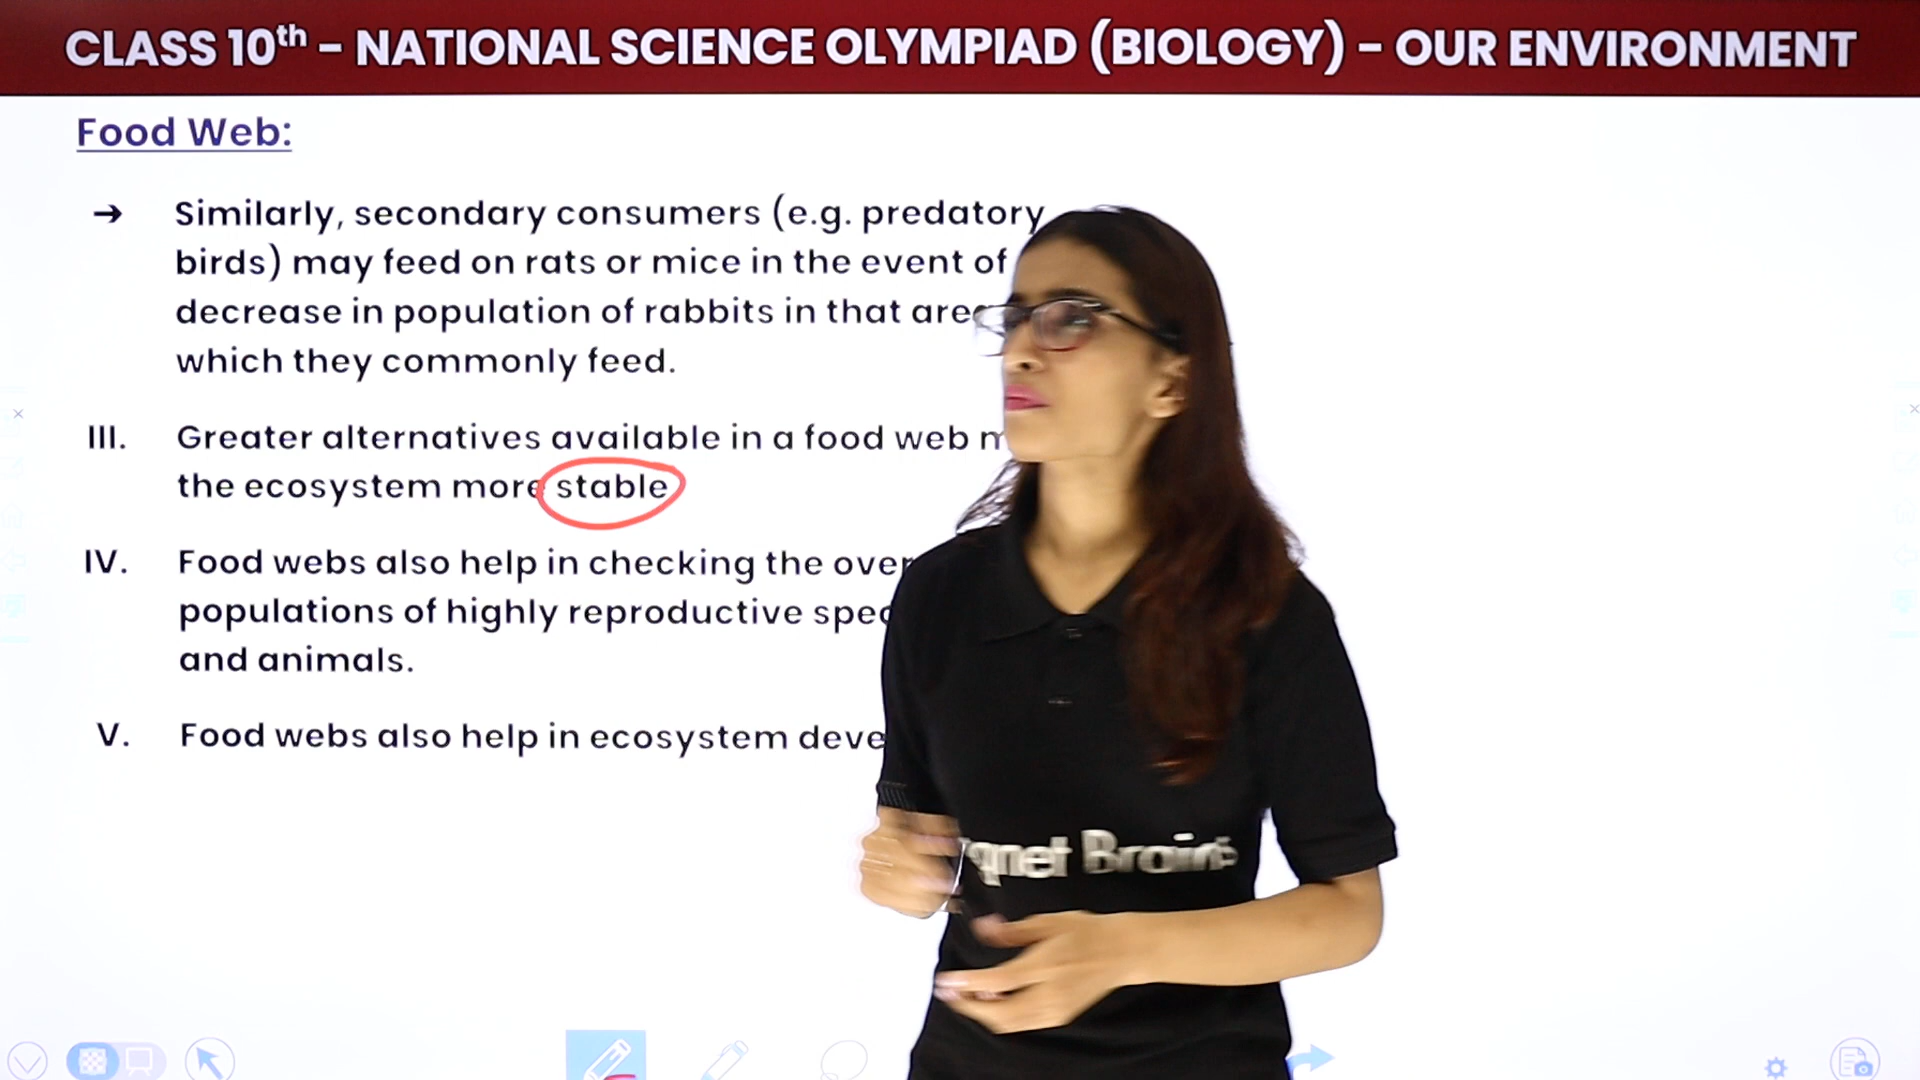 CLASS 10th – NATIONAL SCIENCE OLYMPIAD (BIOLOGY) – OUR ENVIRONMENT
Food Web:
➔ Similarly, secondary consumers (e.g. predatory
birds) may feed on rats or mice in the event of
decrease in population of rabbits in that
which they commonly feed.
III. Greater alternatives available in a food web
the ecosystem more stable
IV. Food webs also help in checking the
populations of highly reproductive
and animals.
V. Food webs also help in ecosystem
Brains